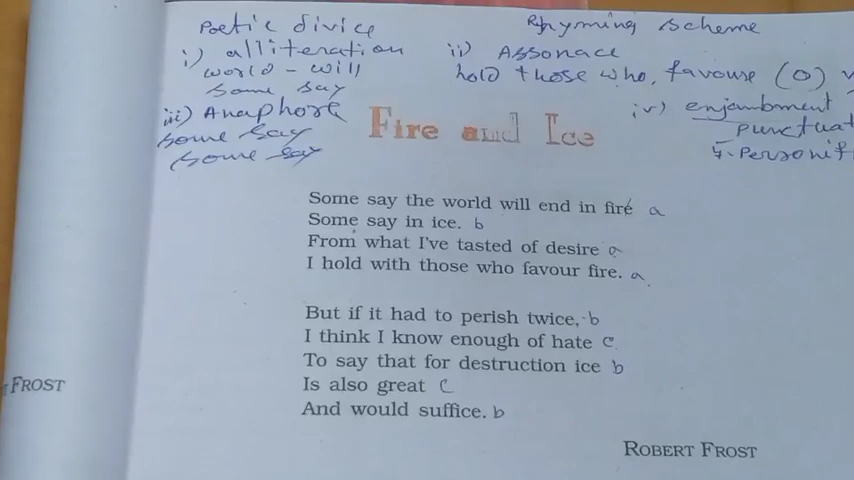 Poetic divice
Rhyming scheme
i) alliteration
world - will
some say
ii) Assonace
hold those who, favouse (o)
iii) Anaphore
some say
some say
iv) enjambment
punctuat
5. Personif
Fire and Ice
Some say the world will end in fire a
Some say in ice. b
From what I've tasted of desire a
I hold with those who favour fire. a
But if it had to perish twice, b
I think I know enough of hate c
To say that for destruction ice b
Is also great c
And would suffice. b
ROBERT FROST
FROST